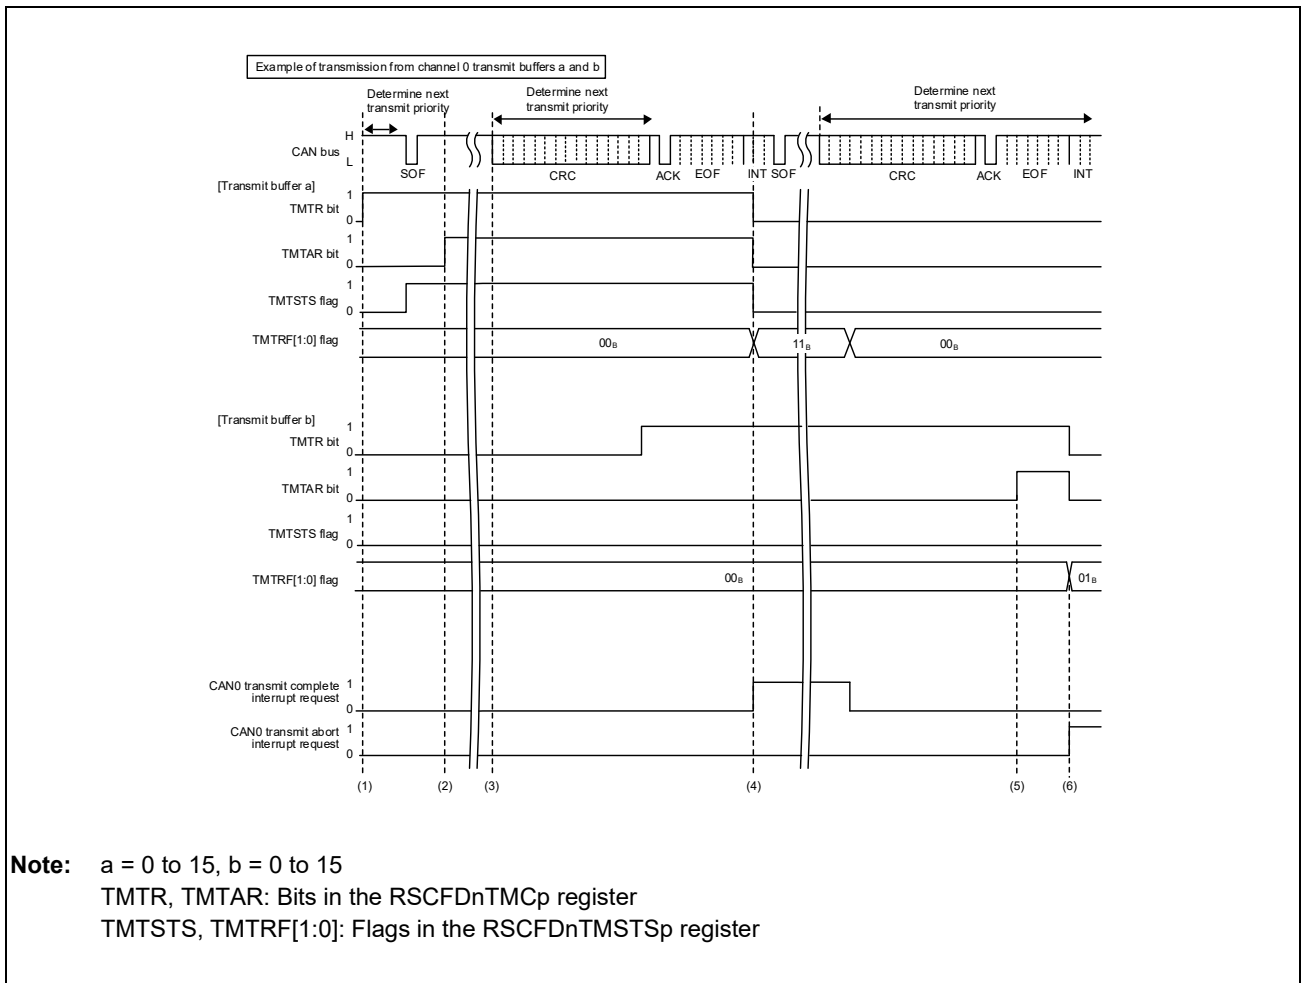 Example of transmission from channel 0 transmit buffers a and b
Determine next
transmit priority
Determine next
transmit priority
Determine next
transmit priority
H
CAN bus
L
SOF
CRC
ACK
EOF
INT
SOF
CRC
ACK
EOF
INT
[Transmit buffer a]
1
TMTR bit
0
1
TMTAR bit
0
1
TMTSTS flag
0
TMTRF[1:0] flag
00B
11B
00B
[Transmit buffer b]
1
TMTR bit
0
1
TMTAR bit
0
1
TMTSTS flag
0
TMTRF[1:0] flag
00B
01B
CAN0 transmit complete
interrupt request
1
0
CAN0 transmit abort
interrupt request
1
0
(1)
(2)
(3)
(4)
(5)
(6)
Note: a = 0 to 15, b = 0 to 15
TMTR, TMTAR: Bits in the RSCFDnTMCp register
TMTSTS, TMTRF[1:0]: Flags in the RSCFDnTMSTSp register